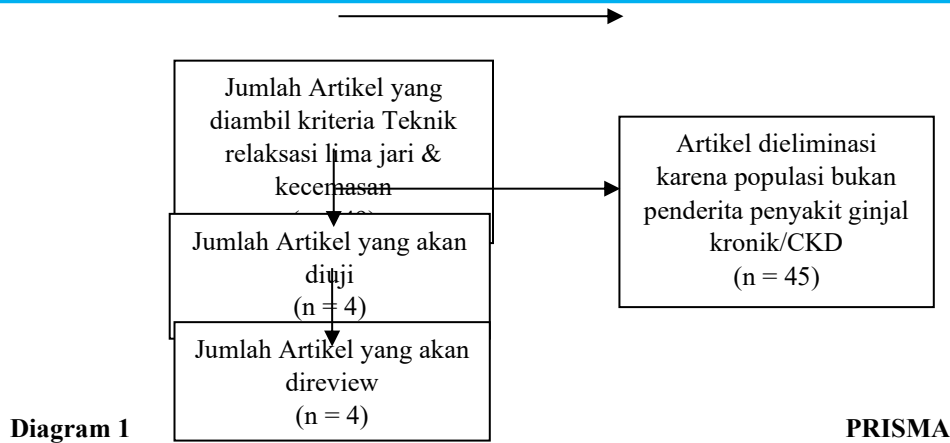 Jumlah Artikel yang
diambil kriteria Teknik
relaksasi lima jari &
kecemasan
Artikel dieliminasi
karena populasi bukan
penderita penyakit ginjal
kronik/CKD
(n = 45)
Jumlah Artikel yang akan
diuji
(n = 4)
Jumlah Artikel yang akan
direview
(n = 4)
Diagram 1 PRISMA